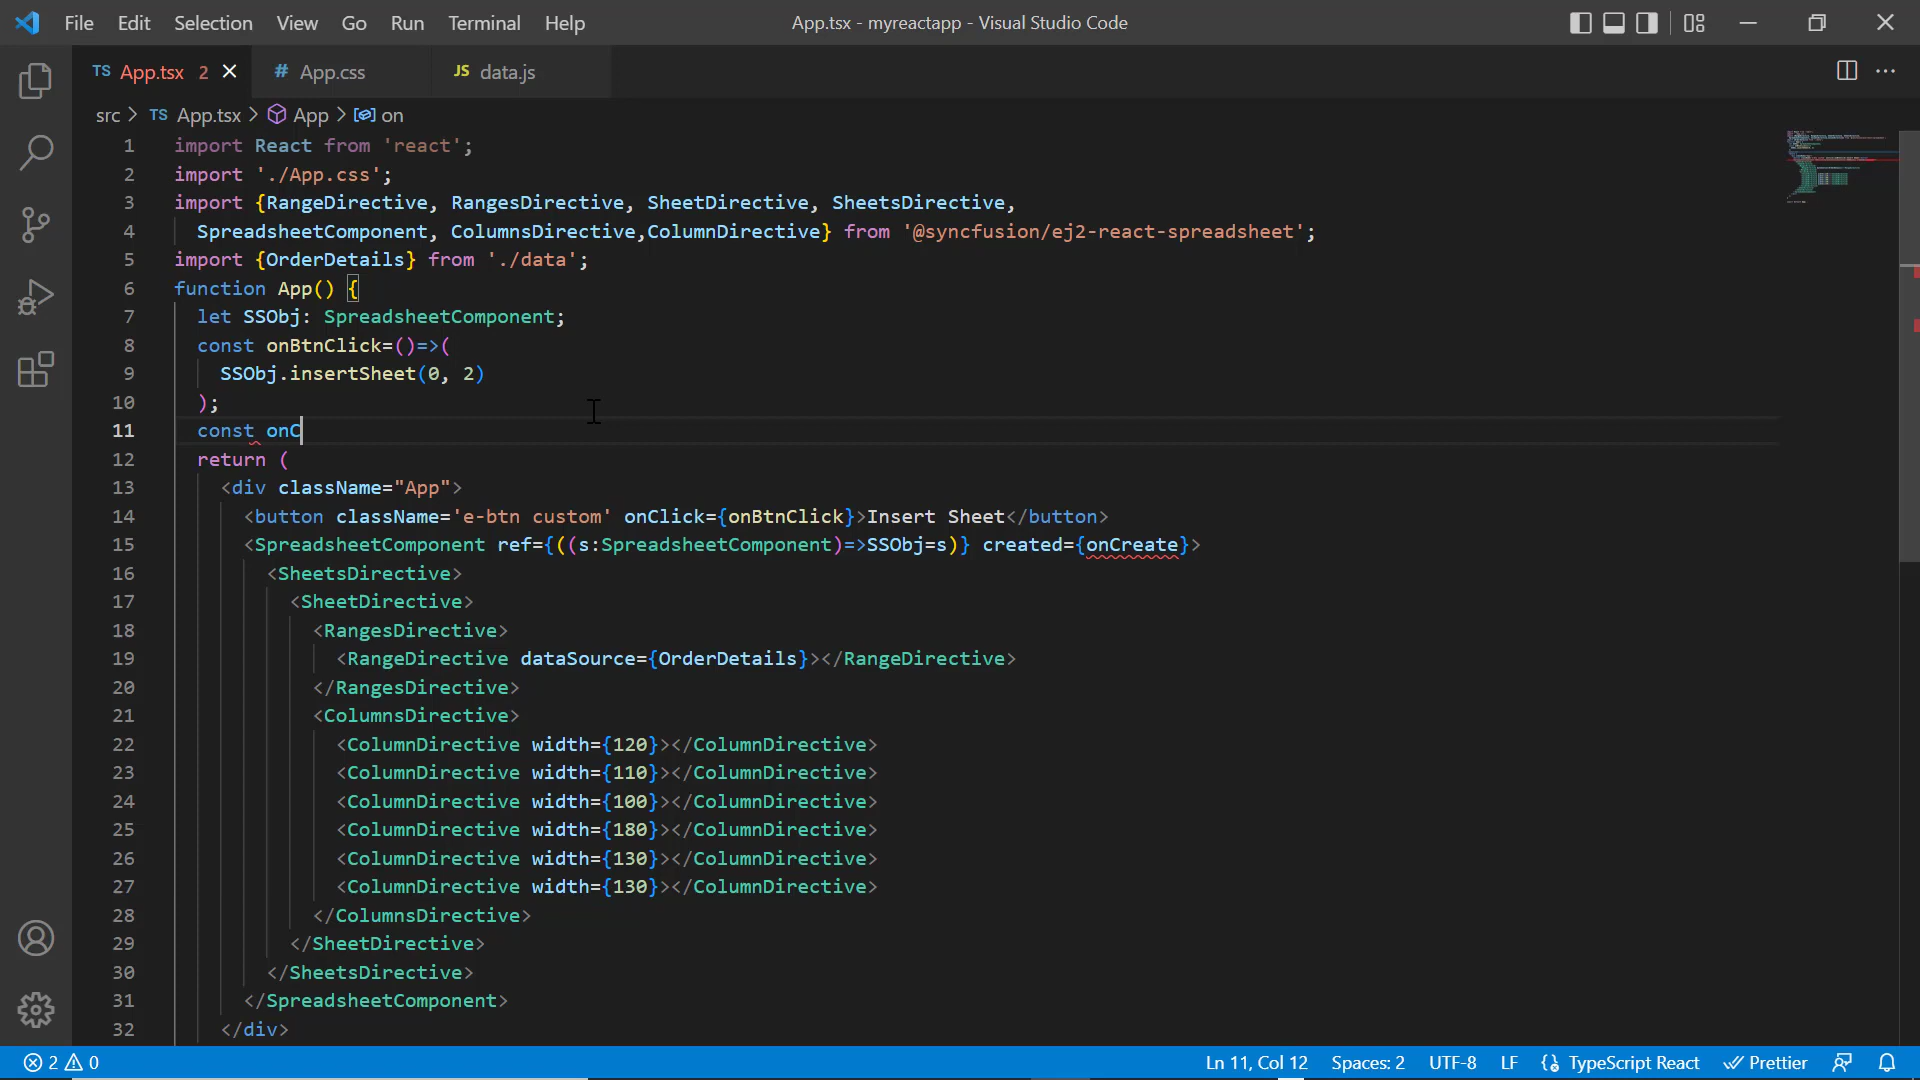 File Edit Selection View Go Run Terminal Help App.tsx - myreactapp - Visual Studio Code
TS App.tsx 2 # App.css JS data.js
src > TS App.tsx > App > on
1 import React from 'react';
2 import './App.css';
3 import {RangeDirective, RangesDirective, SheetDirective, SheetsDirective,
4 SpreadsheetComponent, ColumnsDirective,ColumnDirective} from '@syncfusion/ej2-react-spreadsheet';
5 import {OrderDetails} from './data';
6 function App() {
7 let SSObj: SpreadsheetComponent;
8 const onBtnClick=()=>(
9 SSObj.insertSheet(0, 2)
10 );
11 const onC
12 return (
13 <div className="App">
14 <button className='e-btn custom' onClick={onBtnClick}>Insert Sheet</button>
15 <SpreadsheetComponent ref={((s:SpreadsheetComponent)=>SSObj=s)} created={onCreate}>
16 <SheetsDirective>
17 <SheetDirective>
18 <RangesDirective>
19 <RangeDirective dataSource={OrderDetails}></RangeDirective>
20 </RangesDirective>
21 <ColumnsDirective>
22 <ColumnDirective width={120}></ColumnDirective>
23 <ColumnDirective width={110}></ColumnDirective>
24 <ColumnDirective width={100}></ColumnDirective>
25 <ColumnDirective width={180}></ColumnDirective>
26 <ColumnDirective width={130}></ColumnDirective>
27 <ColumnDirective width={130}></ColumnDirective>
28 </ColumnsDirective>
29 </SheetDirective>
30 </SheetsDirective>
31 </SpreadsheetComponent>
32 </div>
2 0 Ln 11, Col 12 Spaces: 2 UTF-8 LF TypeScript React Prettier